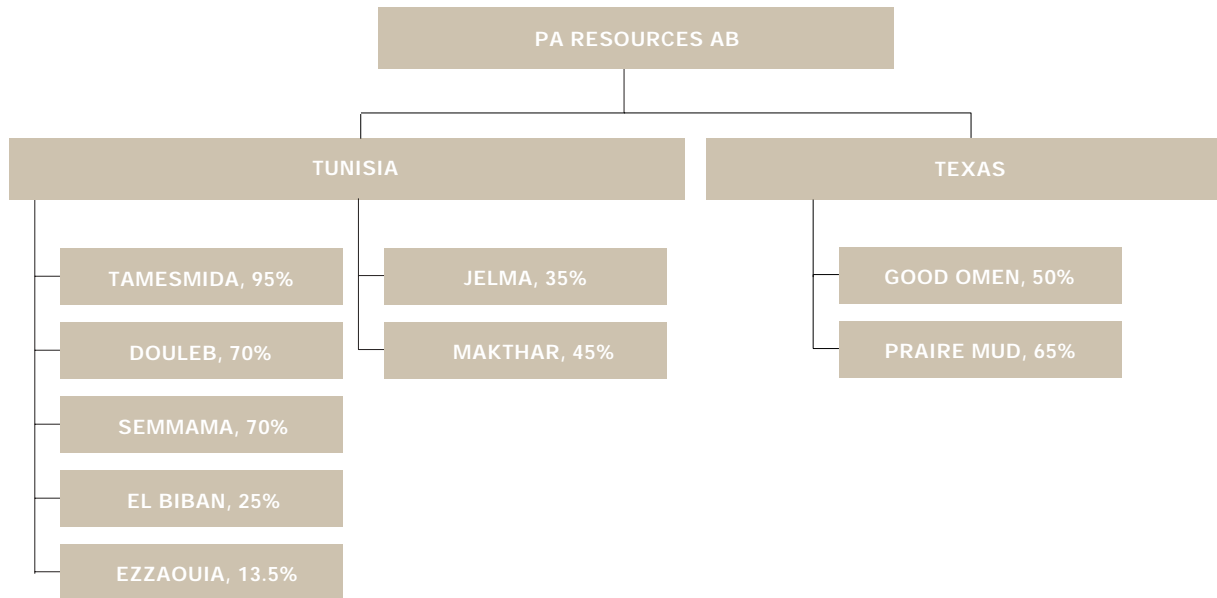 PA RESOURCES AB
TUNISIA
TEXAS
TAMESMIDA, 95%
DOULEB, 70%
SEMMAMA, 70%
EL BIBAN, 25%
EZZAOUIA, 13.5%
JELMA, 35%
MAKTHAR, 45%
GOOD OMEN, 50%
PRAIRE MUD, 65%